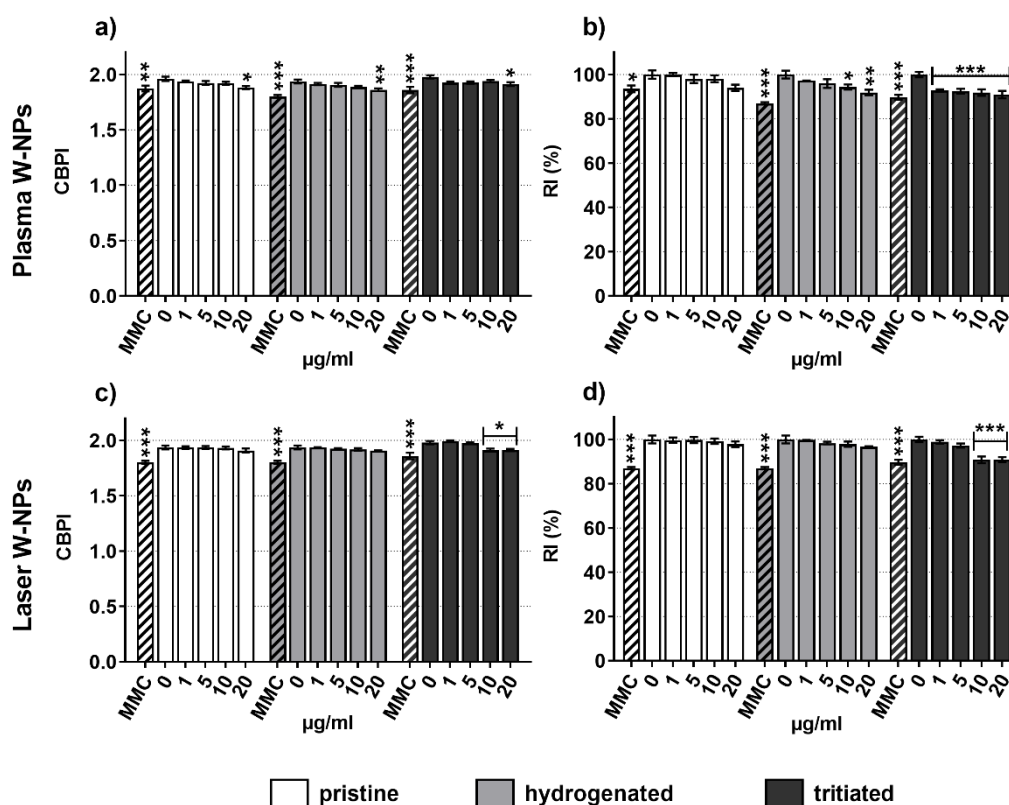 a)
b)
Plasma W-NPs
CBPI
2.0
1.5
1.0
0.5
0.0
** * *** ** *** *
MMC 0 1 5 10 20 MMC 0 1 5 10 20 MMC 0 1 5 10 20
µg/ml
RI (%)
100
80
60
40
20
0
* *** * *** *** ***
MMC 0 1 5 10 20 MMC 0 1 5 10 20 MMC 0 1 5 10 20
µg/ml
c)
d)
Laser W-NPs
CBPI
2.0
1.5
1.0
0.5
0.0
*** *** *** *
MMC 0 1 5 10 20 MMC 0 1 5 10 20 MMC 0 1 5 10 20
µg/ml
RI (%)
100
80
60
40
20
0
*** *** *** ***
MMC 0 1 5 10 20 MMC 0 1 5 10 20 MMC 0 1 5 10 20
µg/ml
pristine hydrogenated tritiated